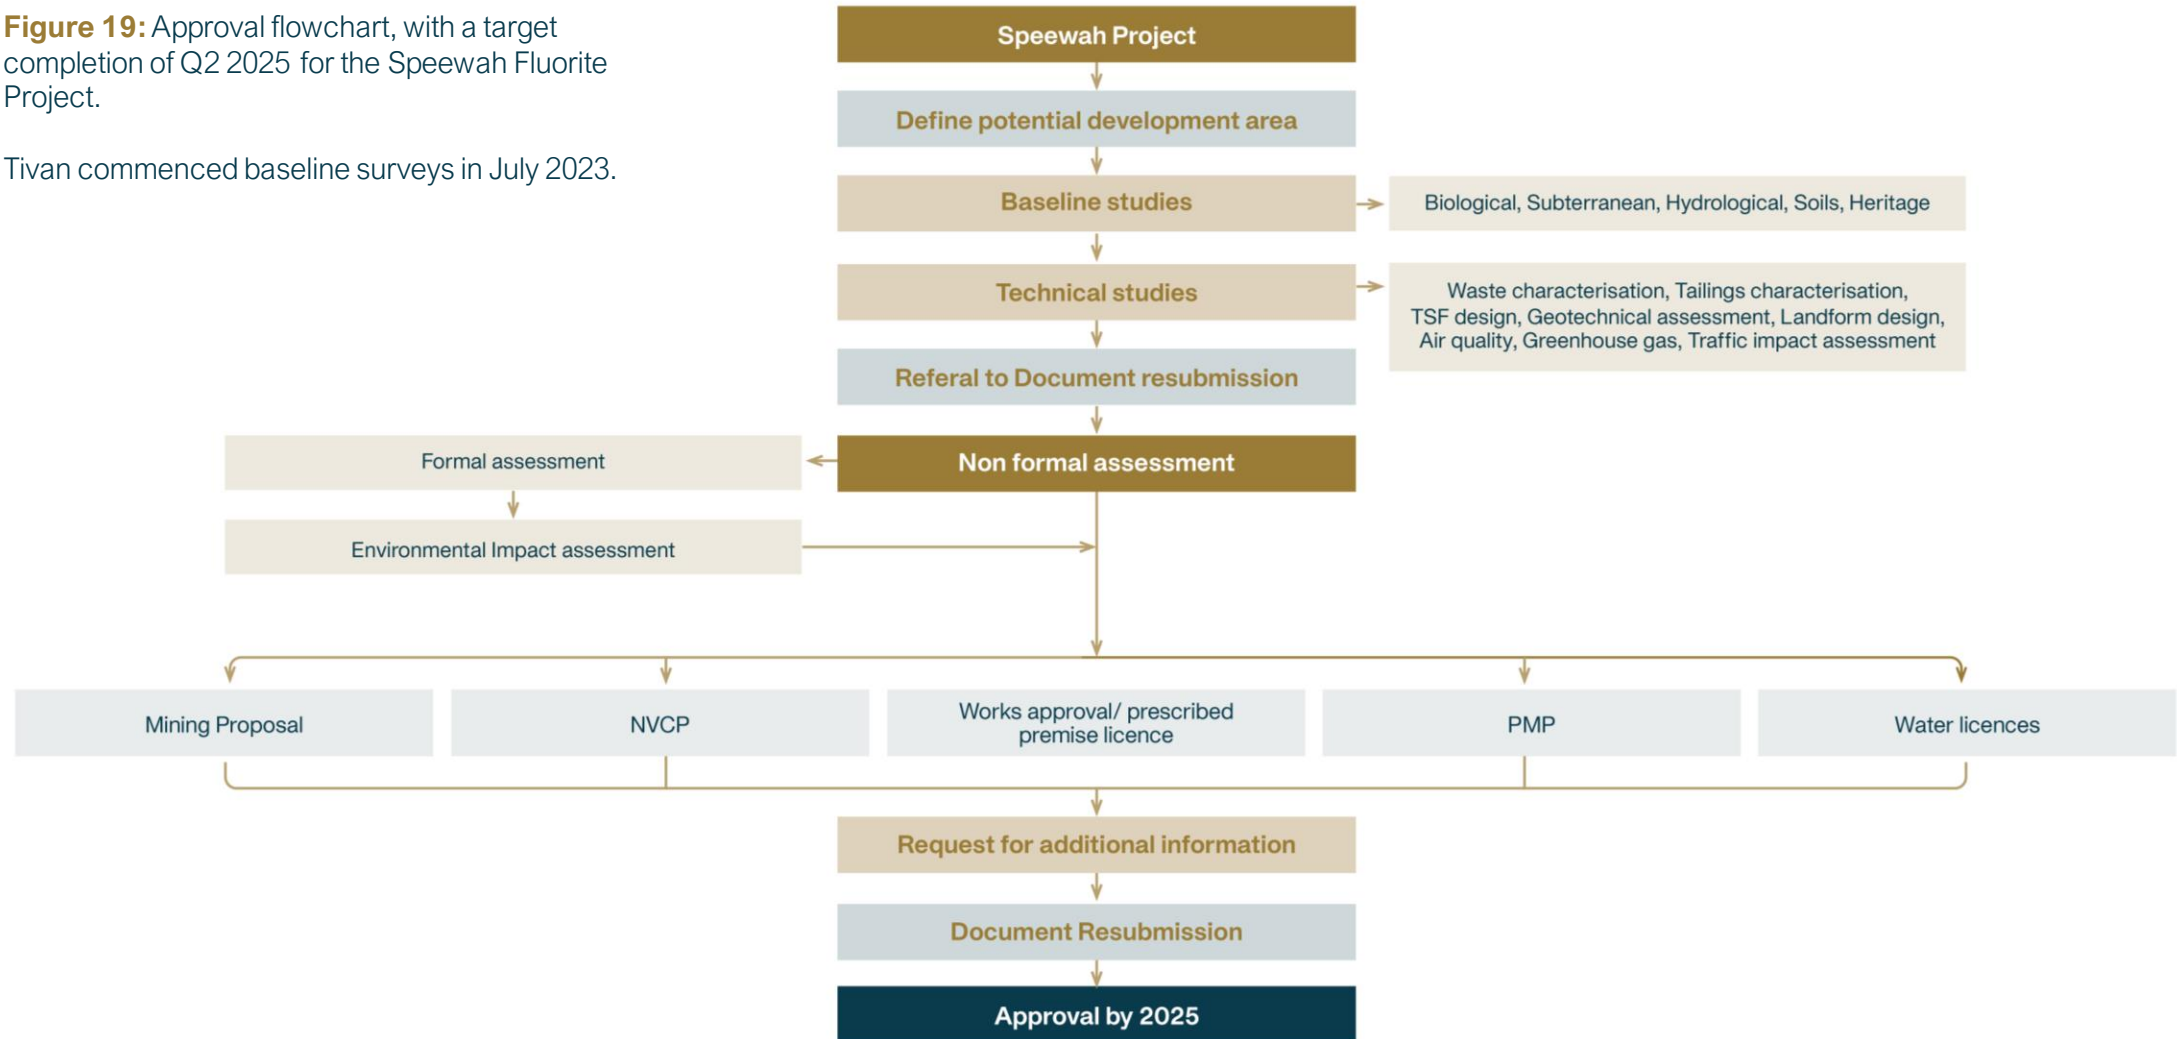 Figure 19: Approval flowchart, with a target
completion of Q2 2025 for the Speewah Fluorite
Project.
Tivan commenced baseline surveys in July 2023.
Speewah Project
Define potential development area
Baseline studies
Biological, Subterranean, Hydrological, Soils, Heritage
Technical studies
Waste characterisation, Tailings characterisation,
TSF design, Geotechnical assessment, Landform design,
Air quality, Greenhouse gas, Traffic impact assessment
Referal to Document resubmission
Formal assessment
Non formal assessment
Environmental Impact assessment
Mining Proposal
NVCP
Works approval/ prescribed
premise licence
PMP
Water licences
Request for additional information
Document Resubmission
Approval by 2025